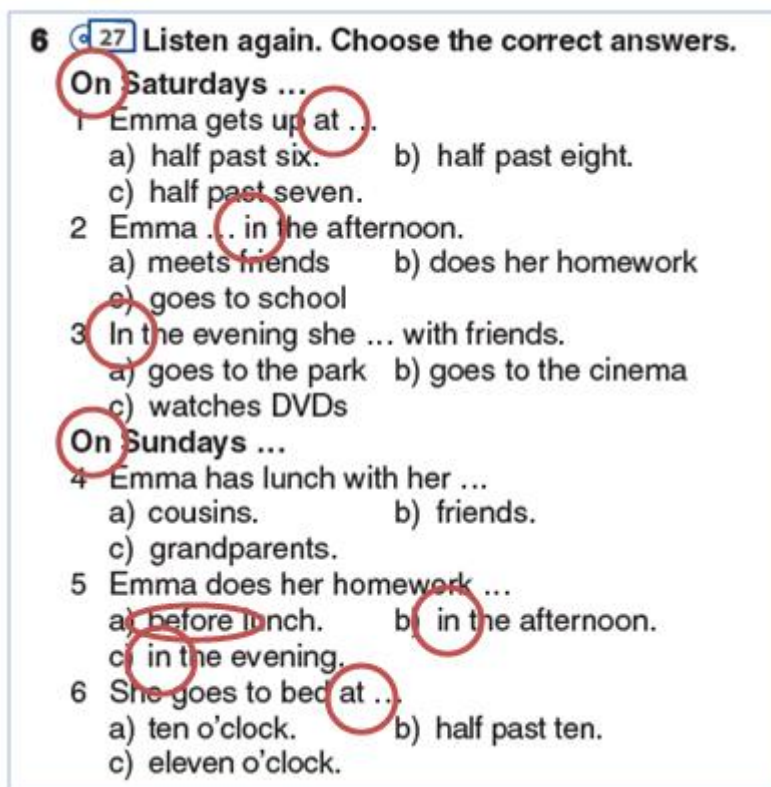 6 27 Listen again. Choose the correct answers.
On Saturdays ...
1 Emma gets up at ...
a) half past six. b) half past eight.
c) half past seven.
2 Emma ... in the afternoon.
a) meets friends b) does her homework
c) goes to school
3 In the evening she ... with friends.
a) goes to the park b) goes to the cinema
c) watches DVDs
On Sundays ...
4 Emma has lunch with her ...
a) cousins. b) friends.
c) grandparents.
5 Emma does her homework ...
a) before lunch. b) in the afternoon.
c) in the evening.
6 She goes to bed at ...
a) ten o'clock. b) half past ten.
c) eleven o'clock.